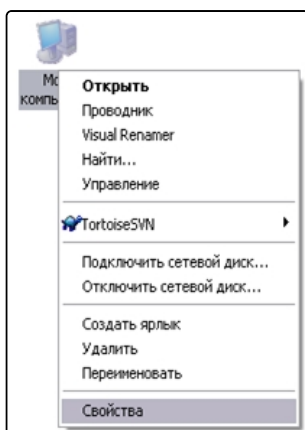 Открыть
Проводник
Visual Renamer
Найти...
Управление
TortoiseSVN
Подключить сетевой диск...
Отключить сетевой диск...
Создать ярлык
Удалить
Переименовать
Свойства